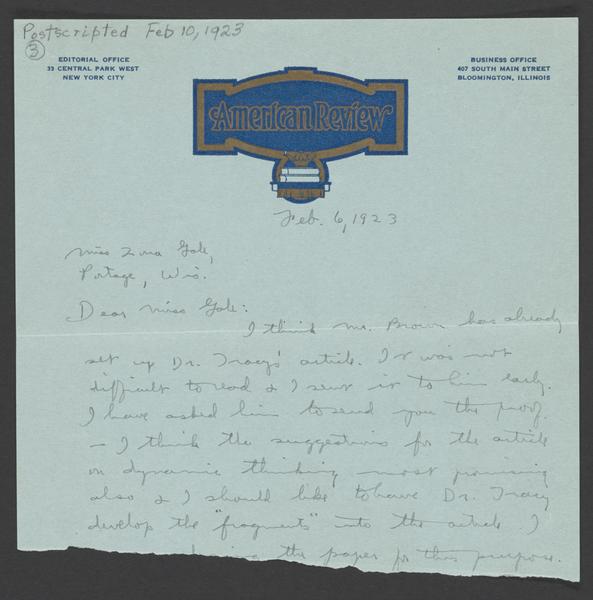 Postscripted Feb 10, 1923
3
EDITORIAL OFFICE
33 CENTRAL PARK WEST
NEW YORK CITY
BUSINESS OFFICE
407 SOUTH MAIN STREET
BLOOMINGTON, ILLINOIS
American Review
Feb. 6, 1923
Miss Zona Gale,
Portage, Wis.
Dear Miss Gale:
I think Mr. Brown has already
set up Dr. Tracy's article. It was not
difficult to read & I sent it to him early.
I have asked him to send you the proof.
— I think the suggestions for the article
on dynamic thinking most promising
also & I should like to have Dr. Tracy
develop the "fragments" into the article. I
the paper for this purpose.